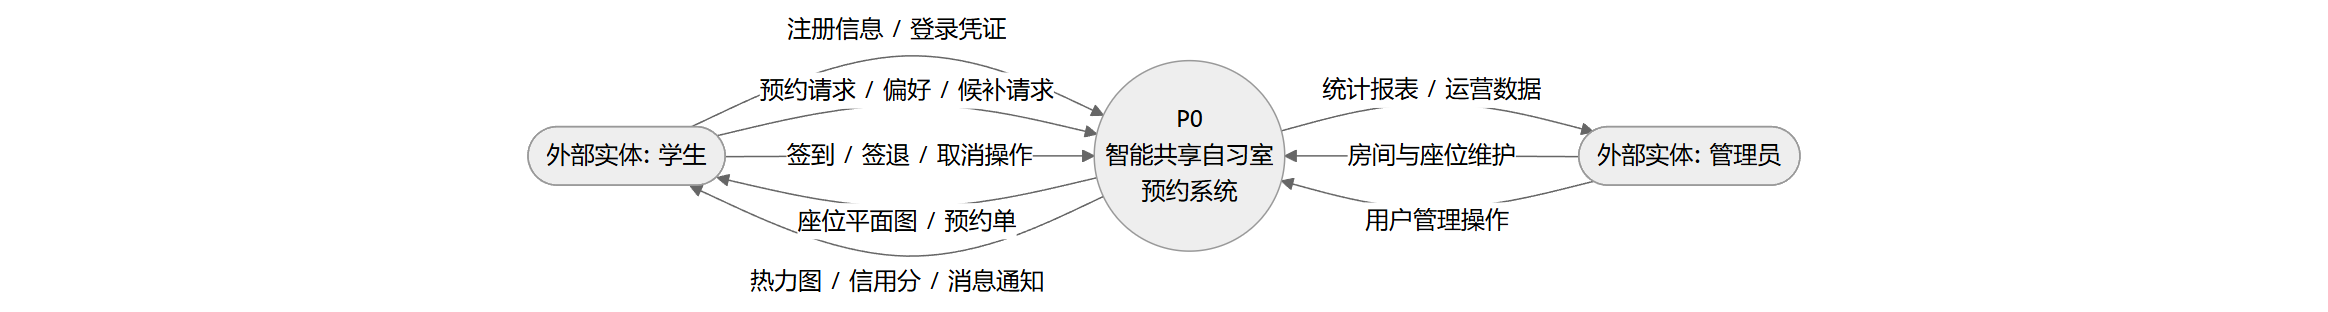 注册信息 / 登录凭证
预约请求 / 偏好 / 候补请求
签到 / 签退 / 取消操作
座位平面图 / 预约单
热力图 / 信用分 / 消息通知
外部实体: 学生
P0
智能共享自习室
预约系统
统计报表 / 运营数据
房间与座位维护
用户管理操作
外部实体: 管理员